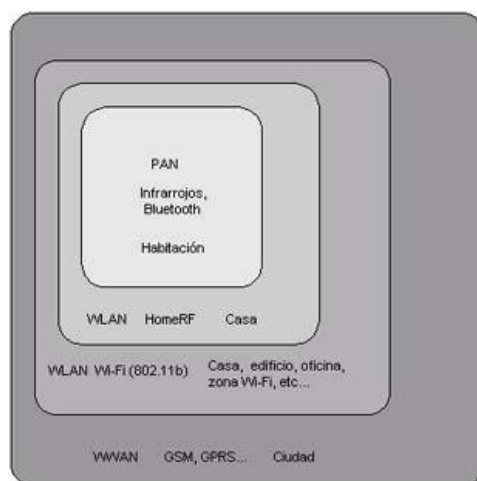 PAN
Infrarrojos,
Bluetooth
Habitación
WLAN HomeRF Casa
WLAN Wi-Fi (802.11b) Casa, edificio, oficina,
zona Wi-Fi, etc...
WWAN GSM, GPRS... Ciudad